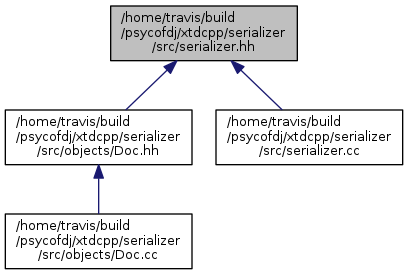 /home/travis/build
/psycofdj/xtdcpp/serializer
/src/serializer.hh
/home/travis/build
/psycofdj/xtdcpp/serializer
/src/objects/Doc.hh
/home/travis/build
/psycofdj/xtdcpp/serializer
/src/serializer.cc
/home/travis/build
/psycofdj/xtdcpp/serializer
/src/objects/Doc.cc